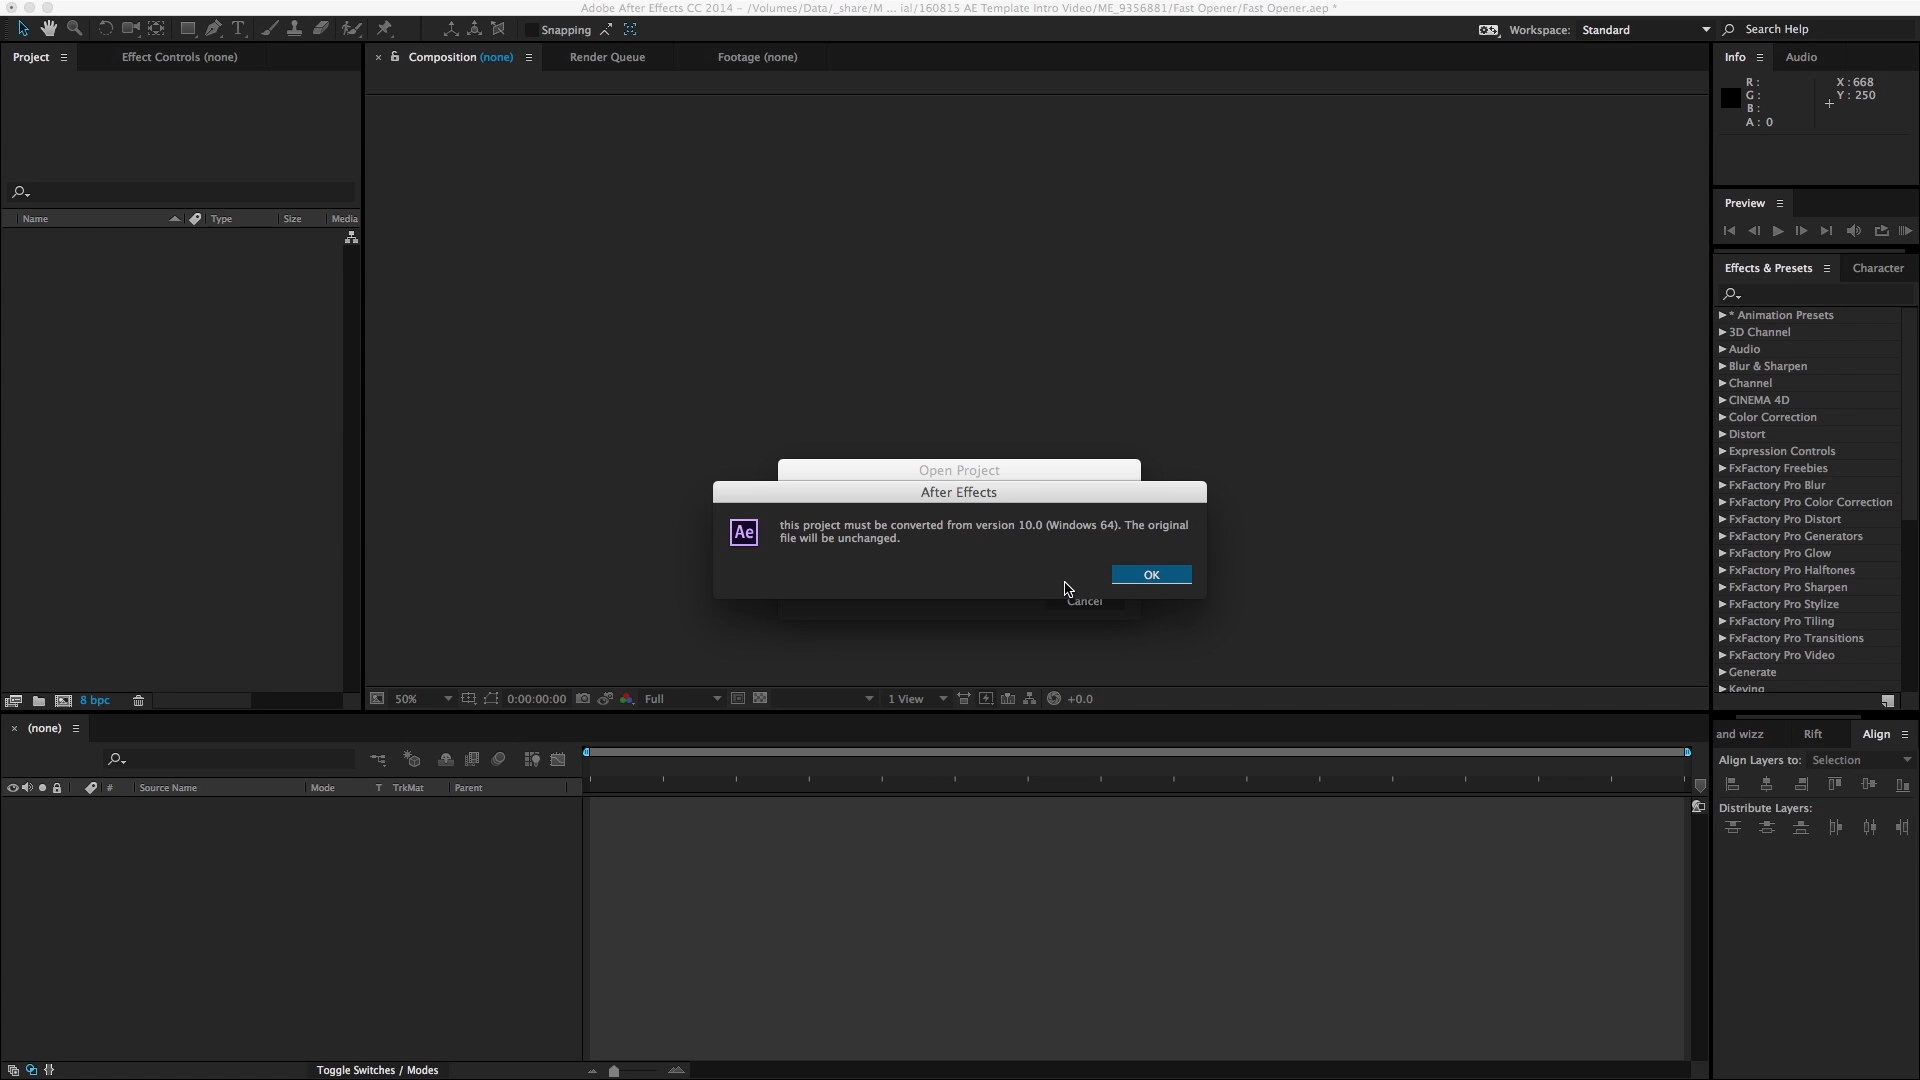 Adobe After Effects CC 2014 - /Volumes/Data/_share/M ... ial/160815 AE Template Intro Video/ME_9356881/Fast Opener/Fast Opener.aep *
Snapping
Workspace: Standard
Search Help
Project
Effect Controls (none)
Composition (none)
Render Queue
Footage (none)
Info
Audio
R :
G :
B :
A : 0
X : 668
Y : 250
Preview
Name
Type
Size
Media
Effects & Presets
Character
* Animation Presets
3D Channel
Audio
Blur & Sharpen
Channel
CINEMA 4D
Color Correction
Distort
Expression Controls
FxFactory Freebies
FxFactory Pro Blur
FxFactory Pro Color Correction
FxFactory Pro Distort
FxFactory Pro Generators
FxFactory Pro Glow
FxFactory Pro Halftones
FxFactory Pro Sharpen
FxFactory Pro Stylize
FxFactory Pro Tiling
FxFactory Pro Transitions
FxFactory Pro Video
Generate
Keying
Open Project
After Effects
Ae
this project must be converted from version 10.0 (Windows 64). The original
file will be unchanged.
OK
Cancel
8 bpc
50%
0:00:00:00
Full
1 View
+0.0
(none)
# Source Name
Mode
T TrkMat
Parent
and wizz
Rift
Align
Align Layers to: Selection
Distribute Layers:
Toggle Switches / Modes